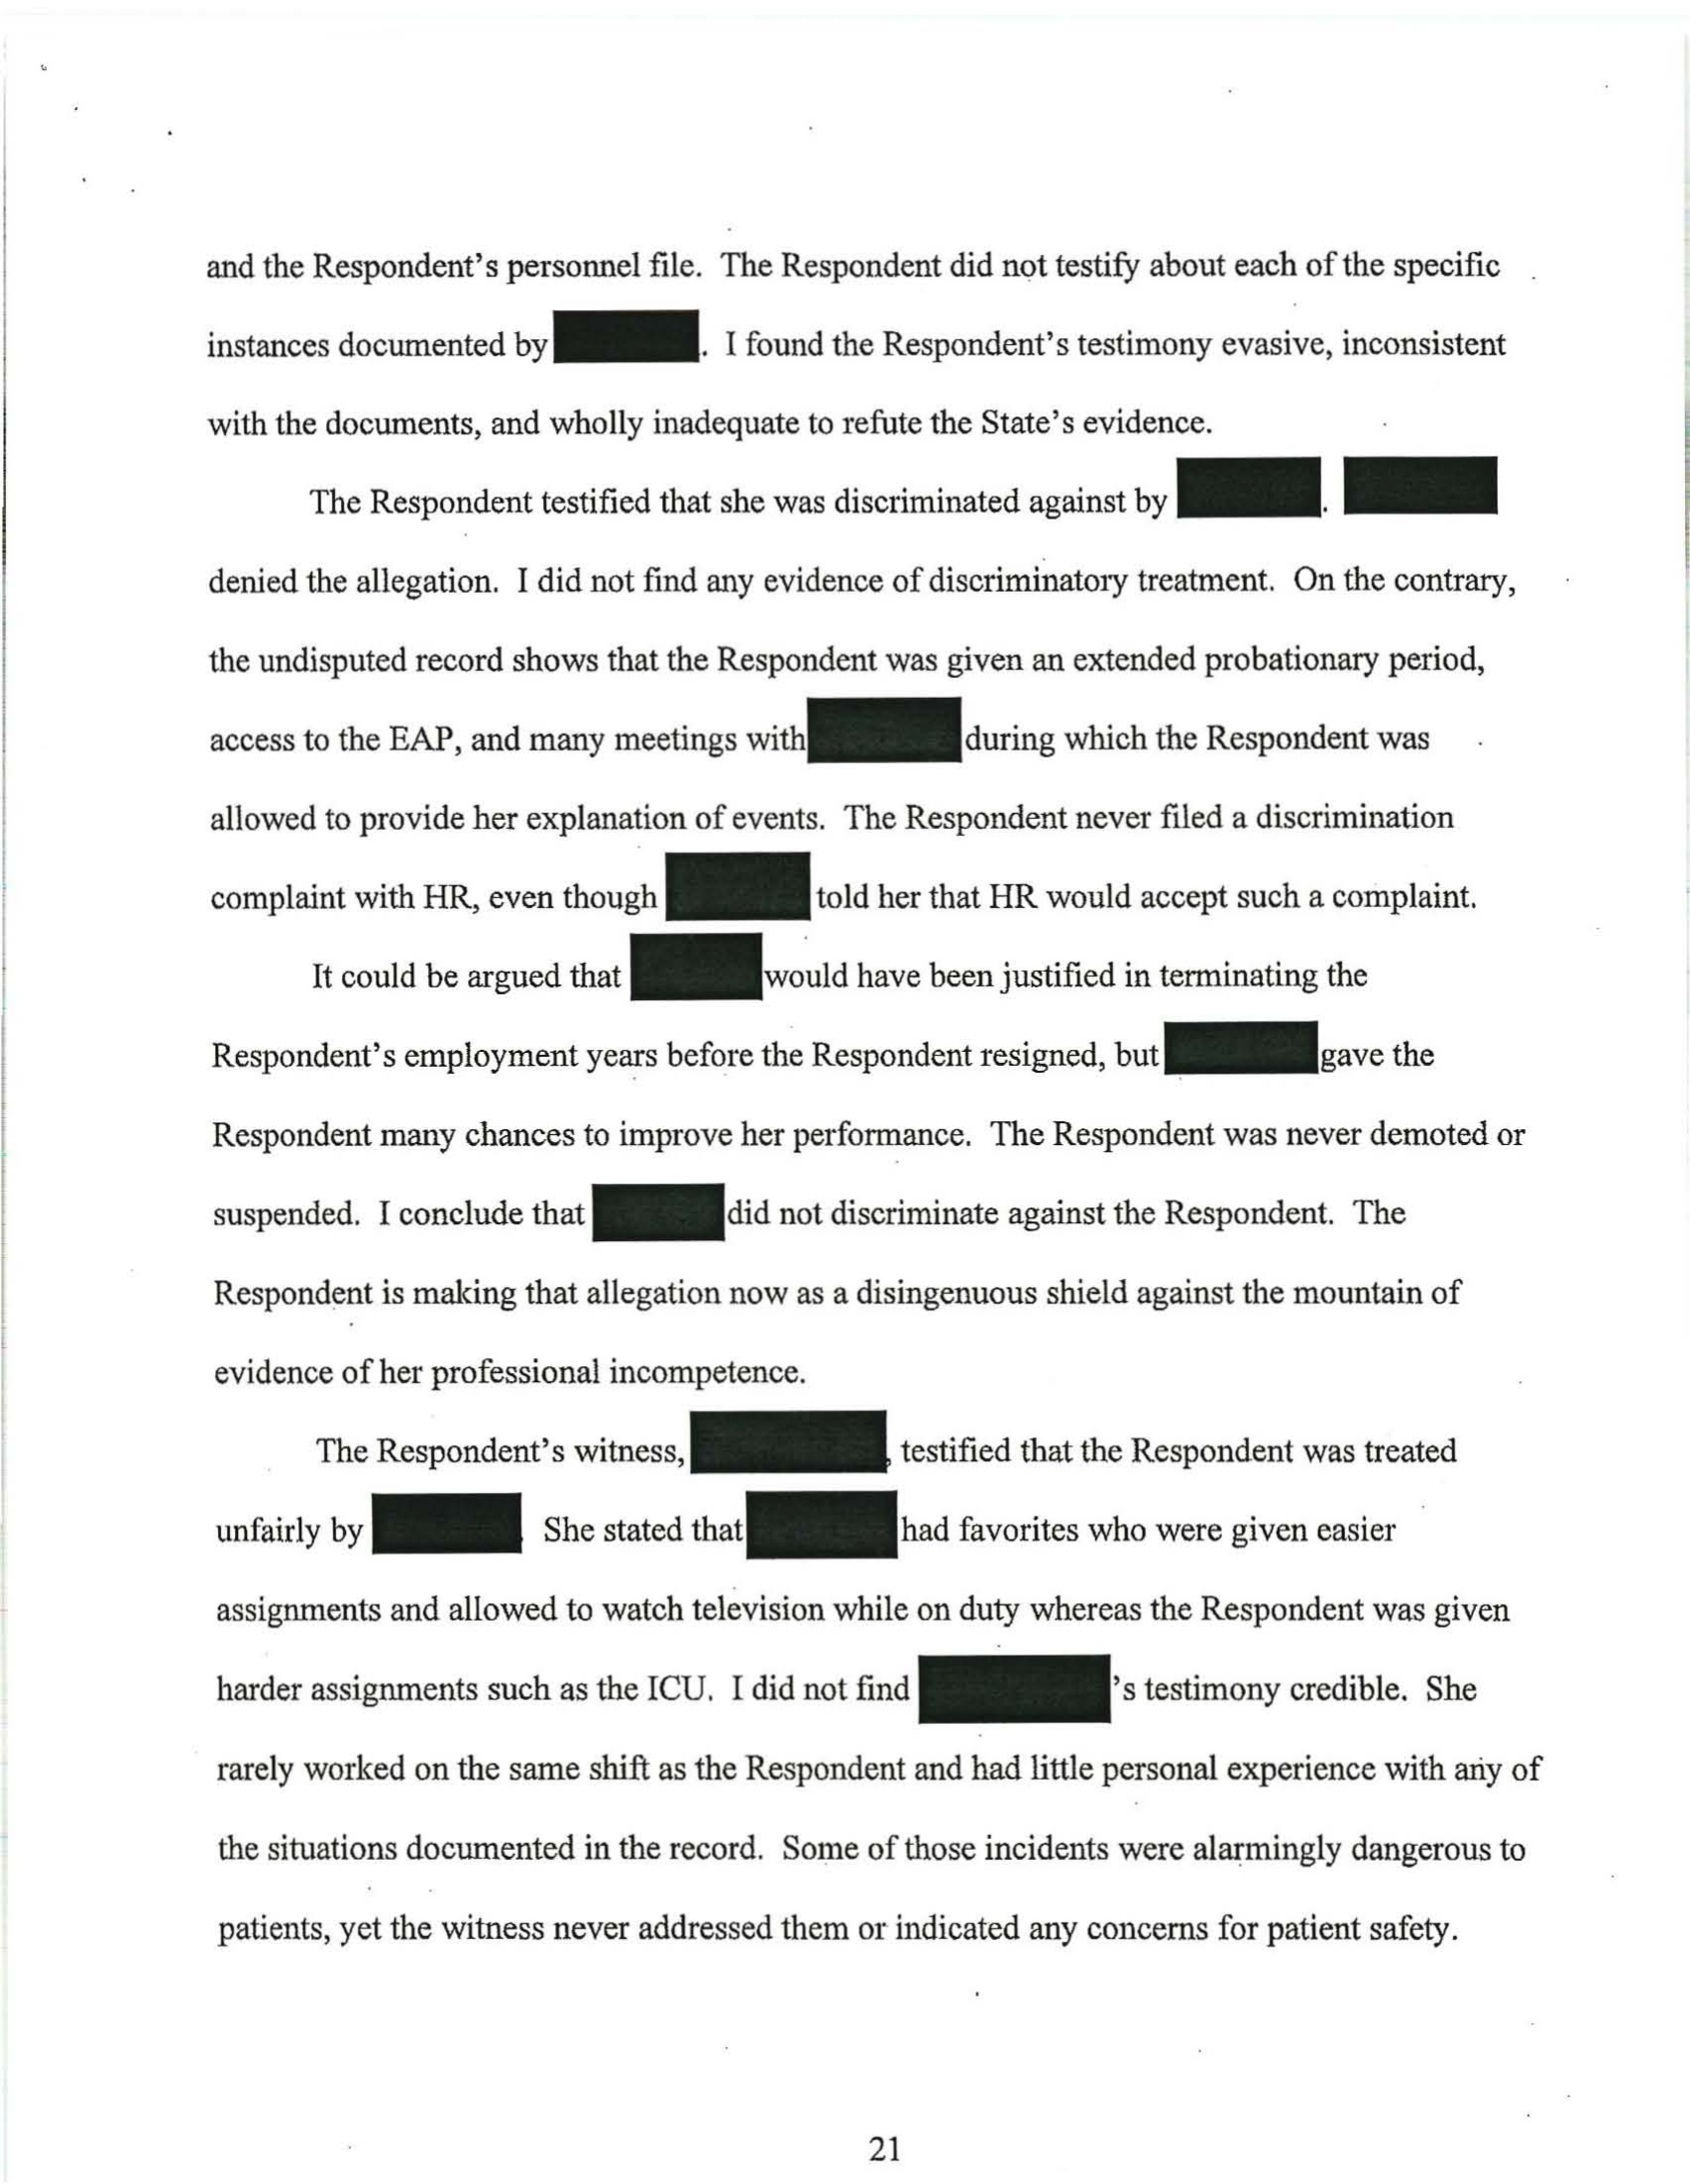 and the Respondent's personnel file. The Respondent did not testify about each of the specific
instances documented by . I found the Respondent's testimony evasive, inconsistent
with the documents, and wholly inadequate to refute the State's evidence.
The Respondent testified that she was discriminated against by .
denied the allegation. I did not find any evidence of discriminatory treatment. On the contrary,
the undisputed record shows that the Respondent was given an extended probationary period,
access to the EAP, and many meetings with during which the Respondent was
allowed to provide her explanation of events. The Respondent never filed a discrimination
complaint with HR, even though told her that HR would accept such a complaint.
It could be argued that would have been justified in terminating the
Respondent's employment years before the Respondent resigned, but gave the
Respondent many chances to improve her performance. The Respondent was never demoted or
suspended. I conclude that did not discriminate against the Respondent. The
Respondent is making that allegation now as a disingenuous shield against the mountain of
evidence of her professional incompetence.
The Respondent's witness, , testified that the Respondent was treated
unfairly by She stated that had favorites who were given easier
assignments and allowed to watch television while on duty whereas the Respondent was given
harder assignments such as the ICU. I did not find 's testimony credible. She
rarely worked on the same shift as the Respondent and had little personal experience with any of
the situations documented in the record. Some of those incidents were alarmingly dangerous to
patients, yet the witness never addressed them or indicated any concerns for patient safety.
21